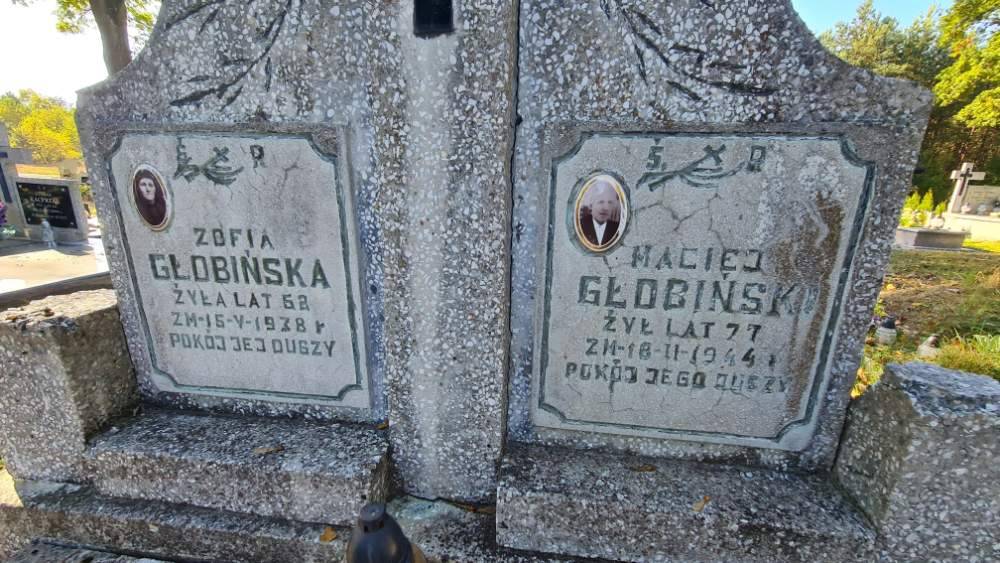 Ś P
ZOFIA
GŁOBIŃSKA
ŻYŁA LAT 68
ZM-15-V-1938 r
POKÓJ JEJ DUSZY
Ś P
MACIEJ
GŁOBIŃSKI
ŻYŁ LAT 77
ZM-18-II-1944 r
POKÓJ JEGO DUSZY